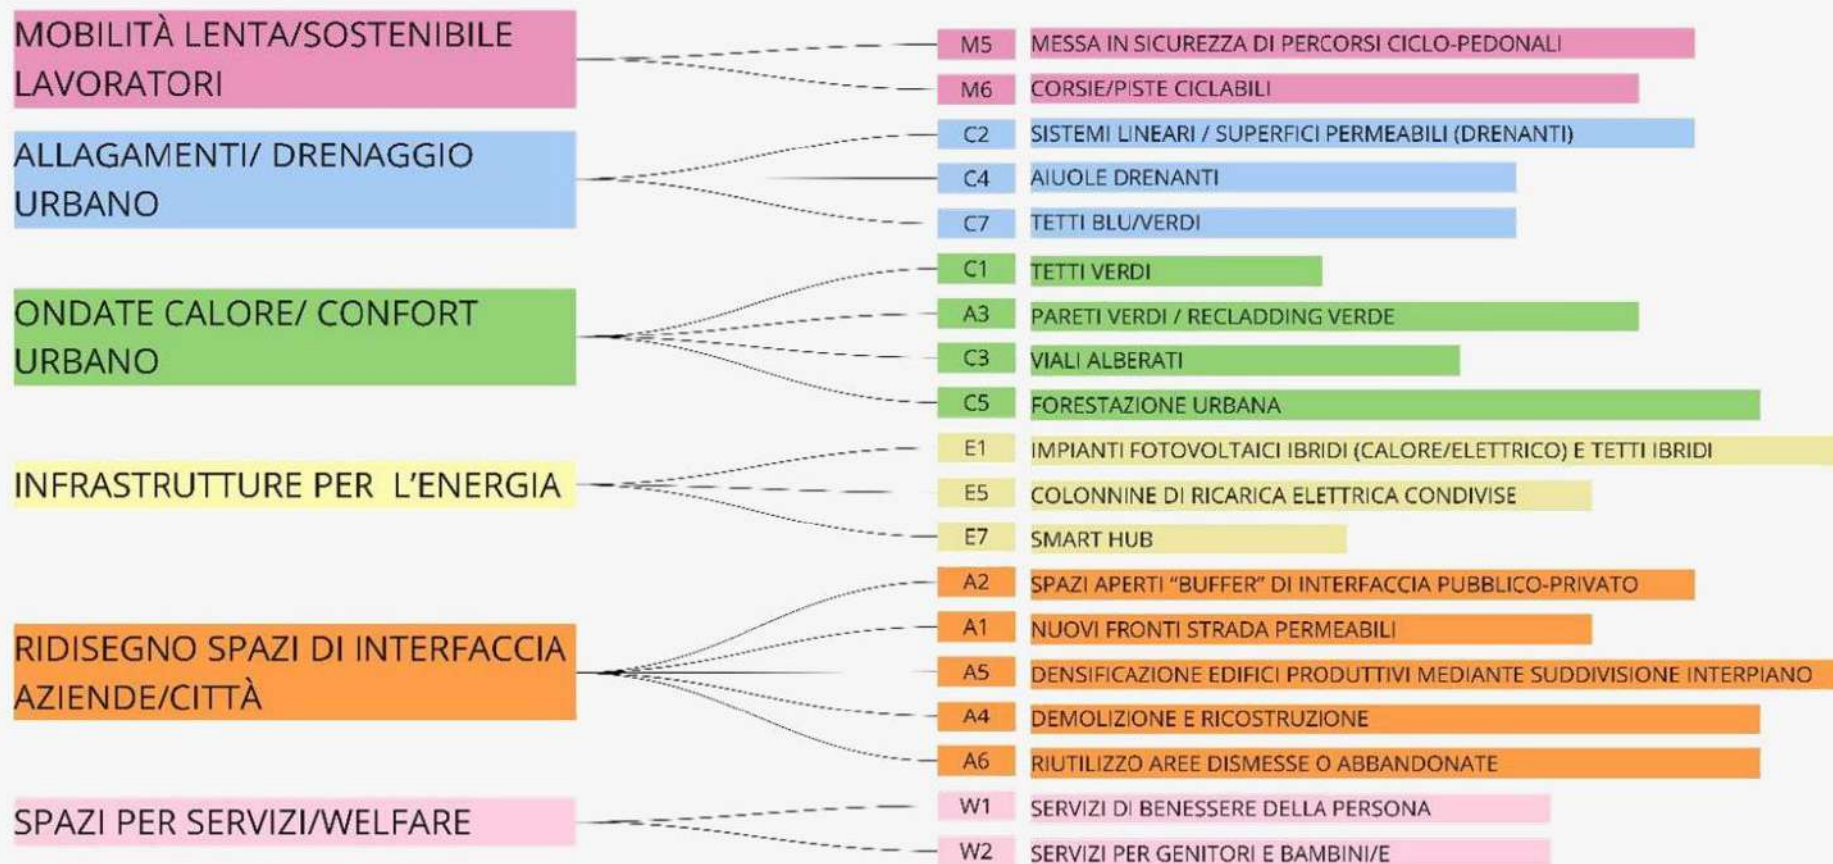 MOBILITÀ LENTA/SOSTENIBILE
LAVORATORI
M5 MESSA IN SICUREZZA DI PERCORSI CICLO-PEDONALI
M6 CORSIE/PISTE CICLABILI
ALLAGAMENTI/ DRENAGGIO
URBANO
C2 SISTEMI LINEARI / SUPERFICI PERMEABILI (DRENANTI)
C4 AIUOLE DRENANTI
C7 TETTI BLU/VERDI
ONDATE CALORE/ CONFORT
URBANO
C1 TETTI VERDI
A3 PARETI VERDI / RECLADDING VERDE
C3 VIALI ALBERATI
C5 FORESTAZIONE URBANA
INFRASTRUTTURE PER L'ENERGIA
E1 IMPIANTI FOTOVOLTAICI IBRIDI (CALORE/ELETTRICO) E TETTI IBRIDI
E5 COLONNINE DI RICARICA ELETTRICA CONDIVISE
E7 SMART HUB
RIDISEGNO SPAZI DI INTERFACCIA
AZIENDE/CITTÀ
A2 SPAZI APERTI "BUFFER" DI INTERFACCIA PUBBLICO-PRIVATO
A1 NUOVI FRONTI STRADA PERMEABILI
A5 DENSIFICAZIONE EDIFICI PRODUTTIVI MEDIANTE SUDDIVISIONE INTERPIANO
A4 DEMOLIZIONE E RICOSTRUZIONE
A6 RIUTILIZZO AREE DISMESSE O ABBANDONATE
SPAZI PER SERVIZI/WELFARE
W1 SERVIZI DI BENESSERE DELLA PERSONA
W2 SERVIZI PER GENITORI E BAMBINI/E